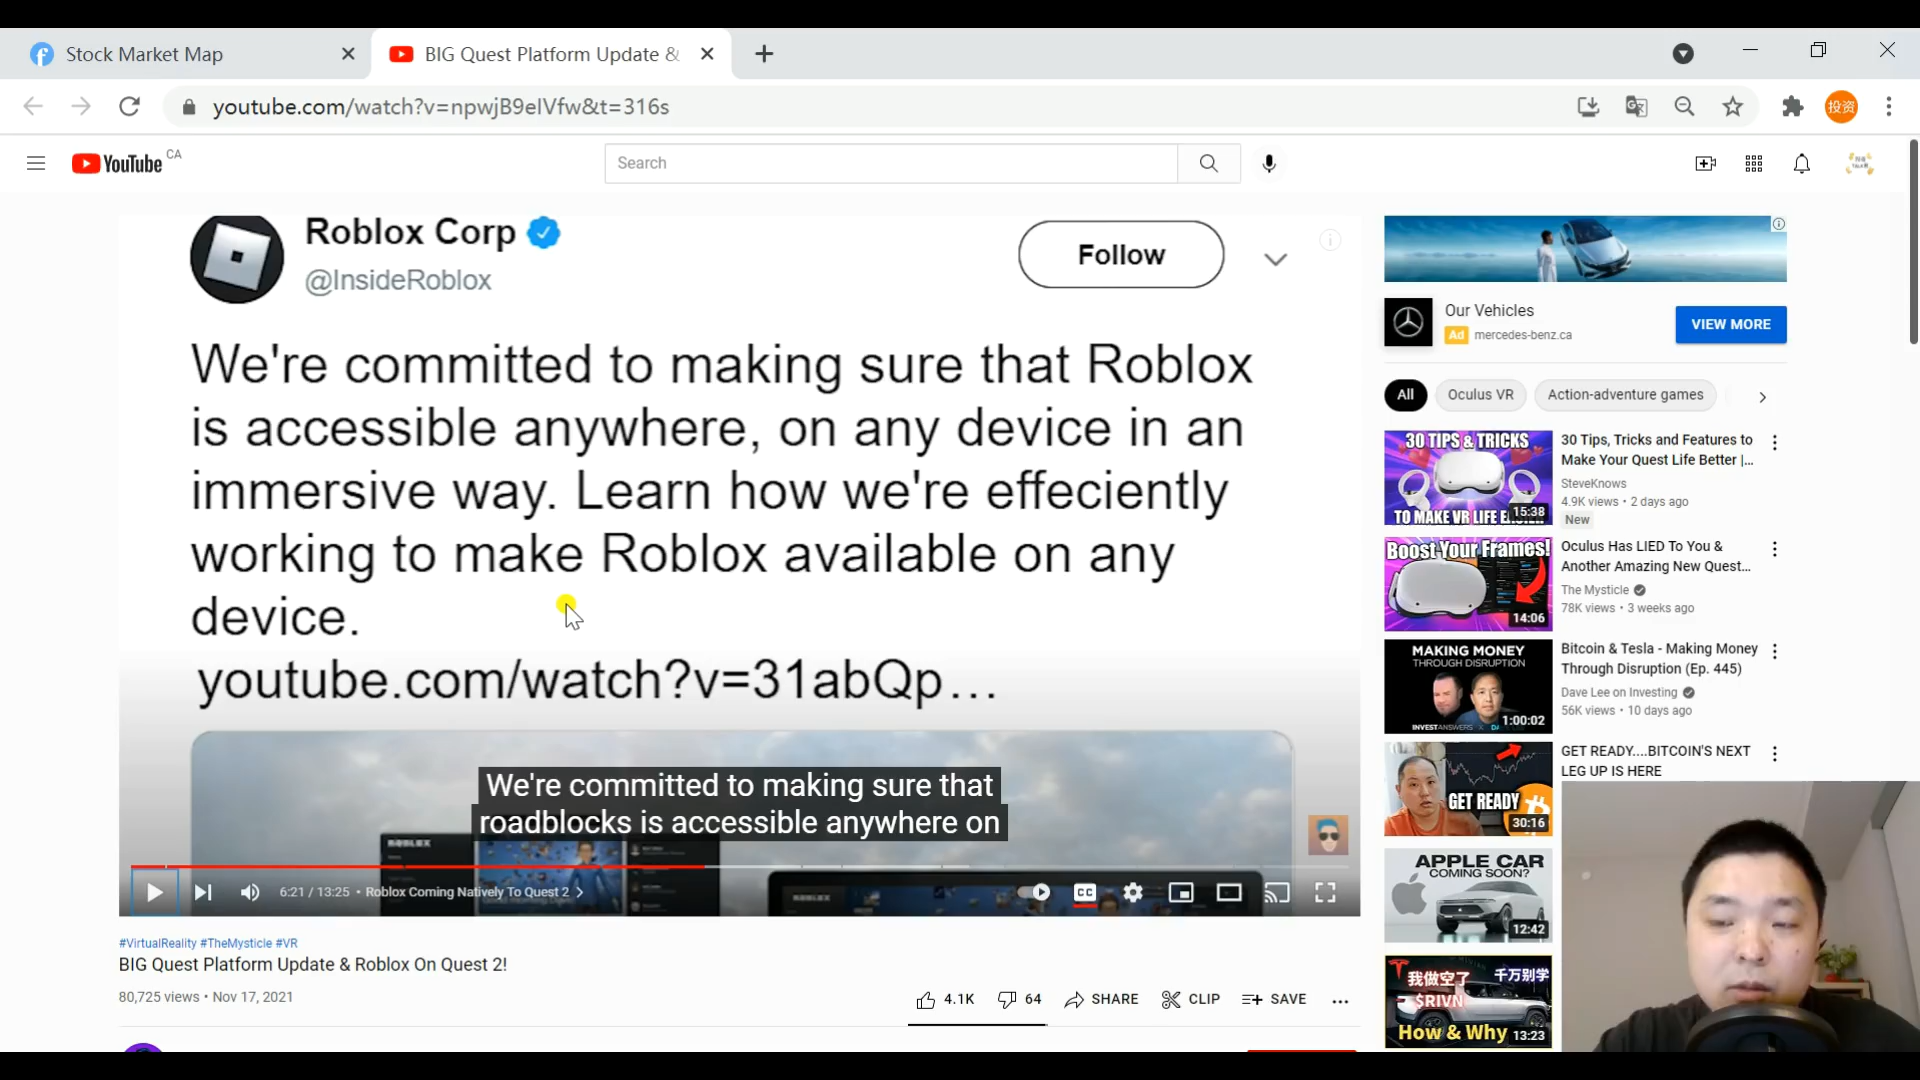 Stock Market Map
BIG Quest Platform Update &
youtube.com/watch?v=npwjB9elVfw&t=316s
投资
YouTube CA
Search
Roblox Corp
@InsideRoblox
Follow
We're committed to making sure that Roblox
is accessible anywhere, on any device in an
immersive way. Learn how we're effeciently
working to make Roblox available on any
device.
youtube.com/watch?v=31abQp...
We're committed to making sure that
roadblocks is accessible anywhere on
6:21 / 13:25 • Roblox Coming Natively To Quest 2
CC
#VirtualReality #TheMysticle #VR
BIG Quest Platform Update & Roblox On Quest 2!
80,725 views • Nov 17, 2021
4.1K
64
SHARE
CLIP
SAVE
Our Vehicles
Ad mercedes-benz.ca
VIEW MORE
All
Oculus VR
Action-adventure games
30 TIPS & TRICKS
TO MAKE VR LIFE
15:38
30 Tips, Tricks and Features to
Make Your Quest Life Better |...
SteveKnows
4.9K views • 2 days ago
New
Boost Your Frames!
14:06
Oculus Has LIED To You &
Another Amazing New Quest...
The Mysticle
78K views • 3 weeks ago
MAKING MONEY
THROUGH DISRUPTION
INVESTANSWERS
1:00:02
Bitcoin & Tesla - Making Money
Through Disruption (Ep. 445)
Dave Lee on Investing
56K views • 10 days ago
GET READY
30:16
GET READY....BITCOIN'S NEXT
LEG UP IS HERE
APPLE CAR
COMING SOON?
12:42
我做空了
$RIVN
千万别学
How & Why
13:23